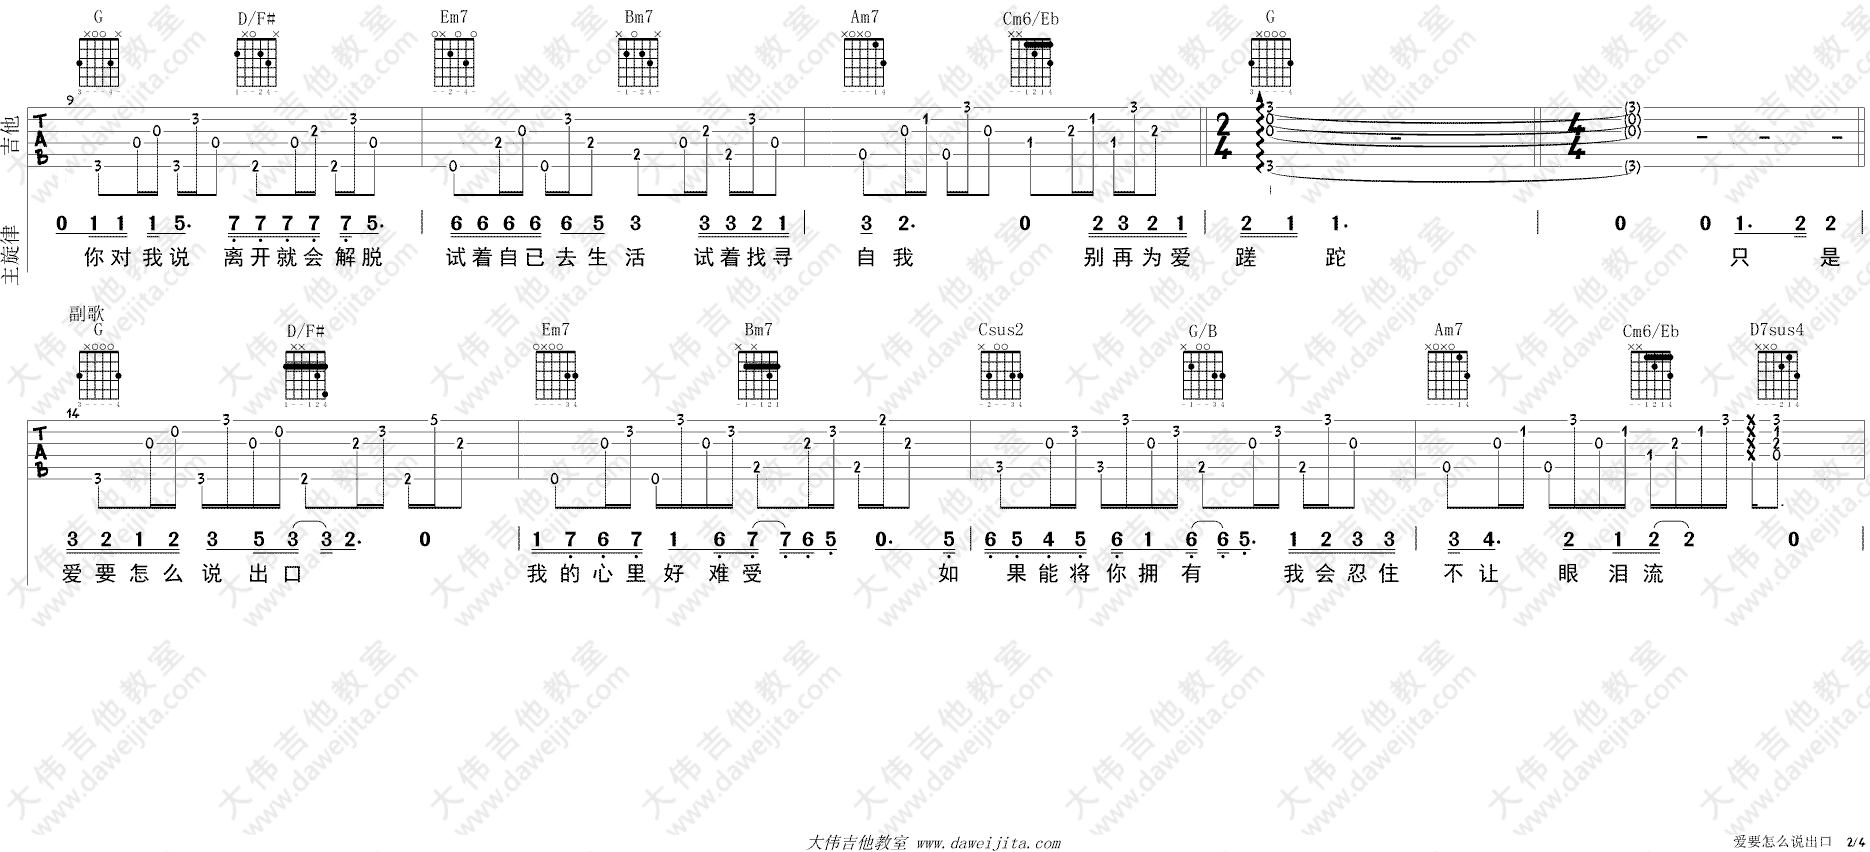 G D/F# Em7 Bm7 Am7 Cm6/Eb G
9
吉他
主旋律
0 1 1 1 5. 7 7 7 7 7 5. | 6 6 6 6 6 5 3 3 3 2 1 | 3 2. 0 2 3 2 1 | 2 1 1. | 0 0 1. 2 2
你对我说 离开就会解脱 试着自已去生活 试着找寻 自我 别再为爱 蹉 跎 只 是
副歌
G D/F# Em7 Bm7 Csus2 G/B Am7 Cm6/Eb D7sus4
14
3 2 1 2 3 5 3 3 2. 0 | 1 7 6 7 1 6 7 7 6 5 0. 5 | 6 5 4 5 6 1 6 6 5. 1 2 3 3 | 3 4. 2 1 2 2 0
爱要怎么说出口 我的心里好难受 如 果能将你拥有 我会忍住 不让 眼泪流
大伟吉他教室 www.daweijita.com
爱要怎么说出口 2/4